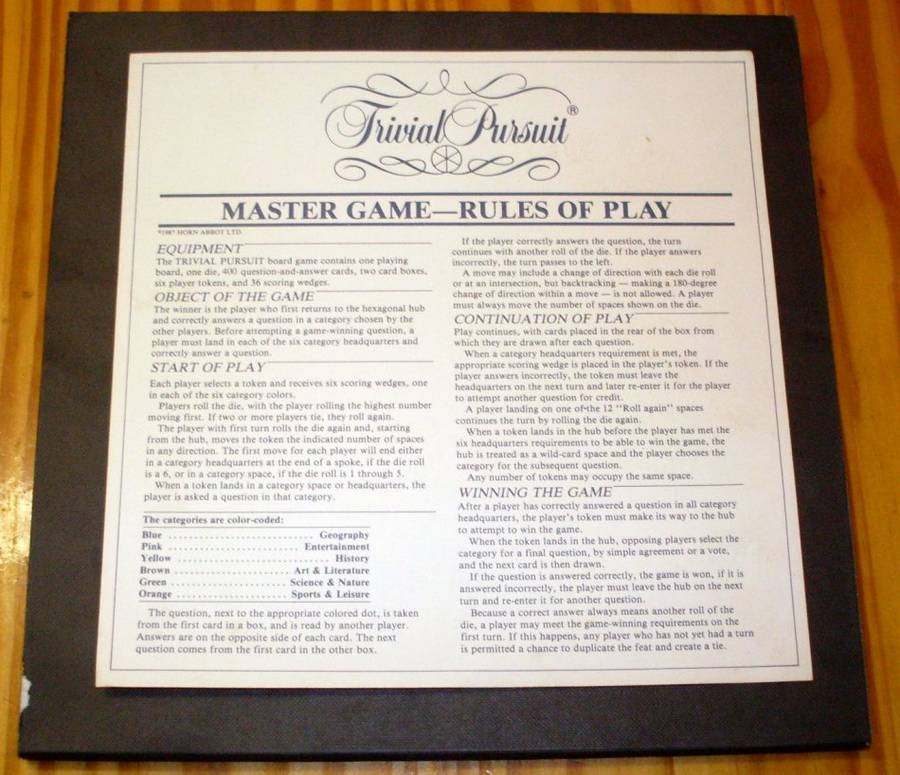 Trivial Pursuit®
MASTER GAME—RULES OF PLAY
©1987 HORN ABBOT LTD.
EQUIPMENT
The TRIVIAL PURSUIT board game contains one playing
board, one die, 400 question-and-answer cards, two card boxes,
six player tokens, and 36 scoring wedges.
OBJECT OF THE GAME
The winner is the player who first returns to the hexagonal hub
and correctly answers a question in a category chosen by the
other players. Before attempting a game-winning question, a
player must land in each of the six category headquarters and
correctly answer a question.
START OF PLAY
Each player selects a token and receives six scoring wedges, one
in each of the six category colors.
Players roll the die, with the player rolling the highest number
moving first. If two or more players tie, they roll again.
The player with first turn rolls the die again and, starting
from the hub, moves the token the indicated number of spaces
in any direction. The first move for each player will end either
in a category headquarters at the end of a spoke, if the die roll
is a 6, or in a category space, if the die roll is 1 through 5.
When a token lands in a category space or headquarters, the
player is asked a question in that category.
The categories are color-coded:
Blue .............................. Geography
Pink .............................. Entertainment
Yellow .............................. History
Brown .............................. Art & Literature
Green .............................. Science & Nature
Orange .............................. Sports & Leisure
The question, next to the appropriate colored dot, is taken
from the first card in a box, and is read by another player.
Answers are on the opposite side of each card. The next
question comes from the first card in the other box.
If the player correctly answers the question, the turn
continues with another roll of the die. If the player answers
incorrectly, the turn passes to the left.
A move may include a change of direction with each die roll
or at an intersection, but backtracking — making a 180-degree
change of direction within a move — is not allowed. A player
must always move the number of spaces shown on the die.
CONTINUATION OF PLAY
Play continues, with cards placed in the rear of the box from
which they are drawn after each question.
When a category headquarters requirement is met, the
appropriate scoring wedge is placed in the player's token. If the
player answers incorrectly, the token must leave the
headquarters on the next turn and later re-enter it for the player
to attempt another question for credit.
A player landing on one of the 12 "Roll again" spaces
continues the turn by rolling the die again.
When a token lands in the hub before the player has met the
six headquarters requirements to be able to win the game, the
hub is treated as a wild-card space and the player chooses the
category for the subsequent question.
Any number of tokens may occupy the same space.
WINNING THE GAME
After a player has correctly answered a question in all category
headquarters, the player's token must make its way to the hub
to attempt to win the game.
When the token lands in the hub, opposing players select the
category for a final question, by simple agreement or a vote,
and the next card is then drawn.
If the question is answered correctly, the game is won, if it is
answered incorrectly, the player must leave the hub on the next
turn and re-enter it for another question.
Because a correct answer always means another roll of the
die, a player may meet the game-winning requirements on the
first turn. If this happens, any player who has not yet had a turn
is permitted a chance to duplicate the feat and create a tie.